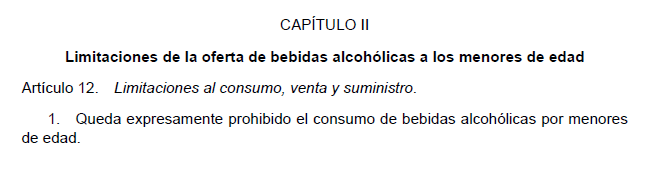 CAPÍTULO II
Limitaciones de la oferta de bebidas alcohólicas a los menores de edad
Artículo 12. Limitaciones al consumo, venta y suministro.
1. Queda expresamente prohibido el consumo de bebidas alcohólicas por menores
de edad.